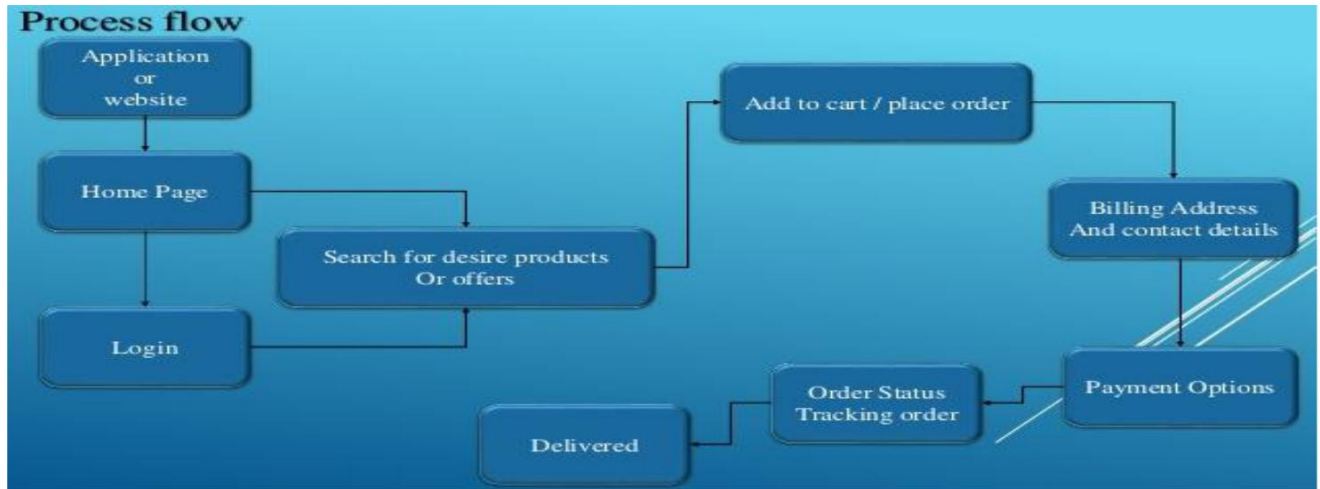 Process flow
Application
or
website
Home Page
Login
Search for desire products
Or offers
Add to cart / place order
Billing Address
And contact details
Payment Options
Order Status
Tracking order
Delivered